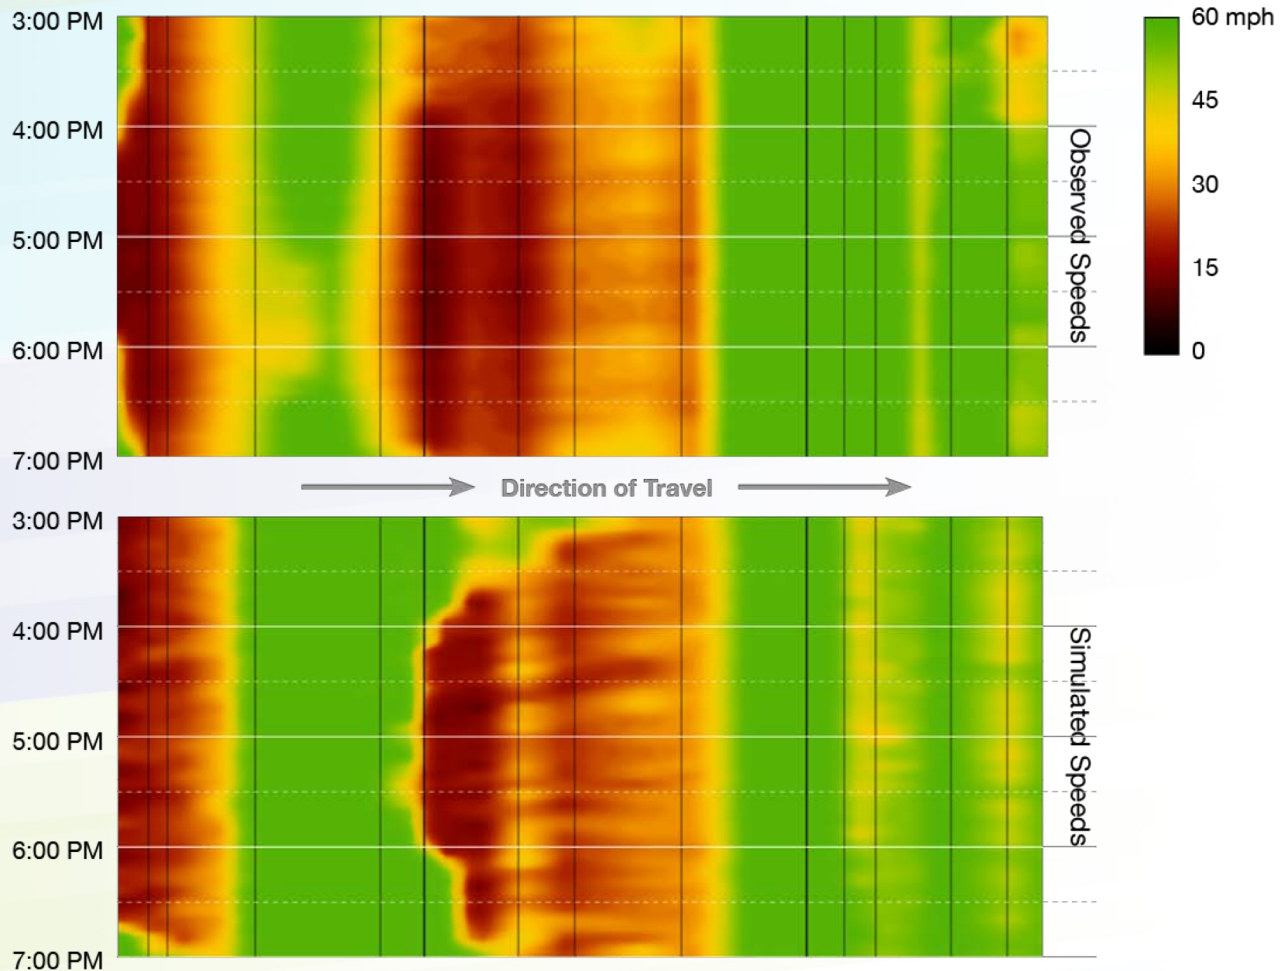 3:00 PM
4:00 PM
5:00 PM
6:00 PM
7:00 PM
Observed Speeds
60 mph
45
30
15
0
Direction of Travel
3:00 PM
4:00 PM
5:00 PM
6:00 PM
7:00 PM
Simulated Speeds